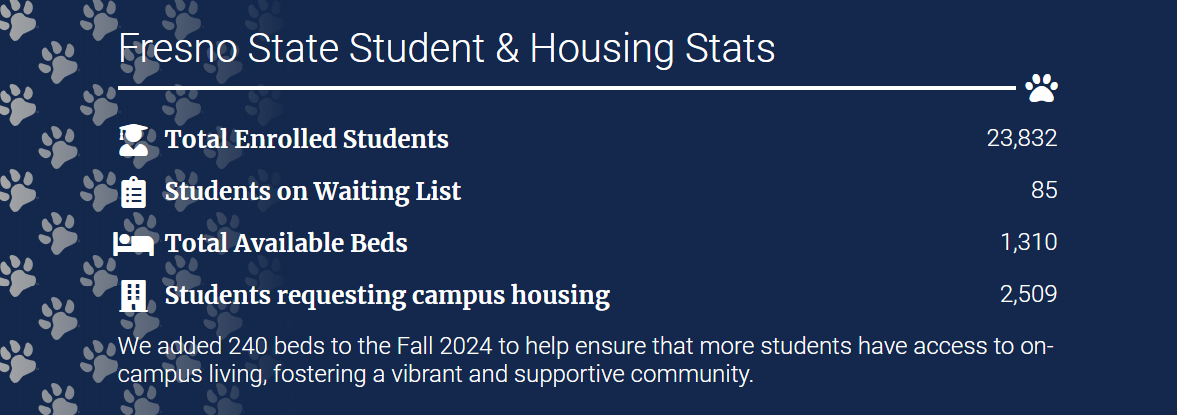 Fresno State Student & Housing Stats
Total Enrolled Students 23,832
Students on Waiting List 85
Total Available Beds 1,310
Students requesting campus housing 2,509
We added 240 beds to the Fall 2024 to help ensure that more students have access to on-
campus living, fostering a vibrant and supportive community.